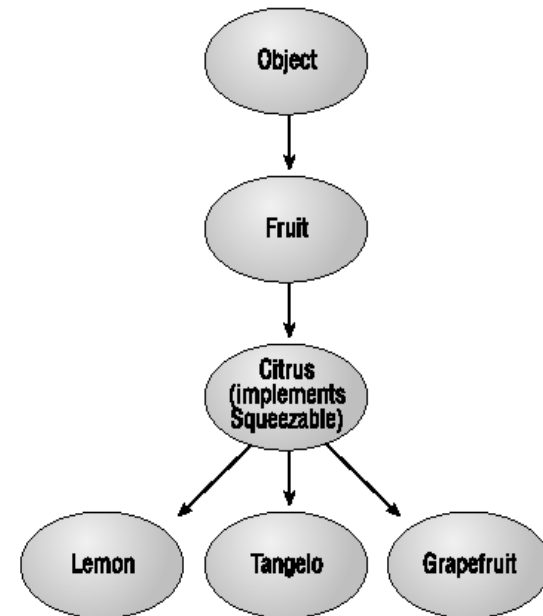 Object
Fruit
Citrus
(implements
Squeezable)
Lemon
Tangelo
Grapefruit